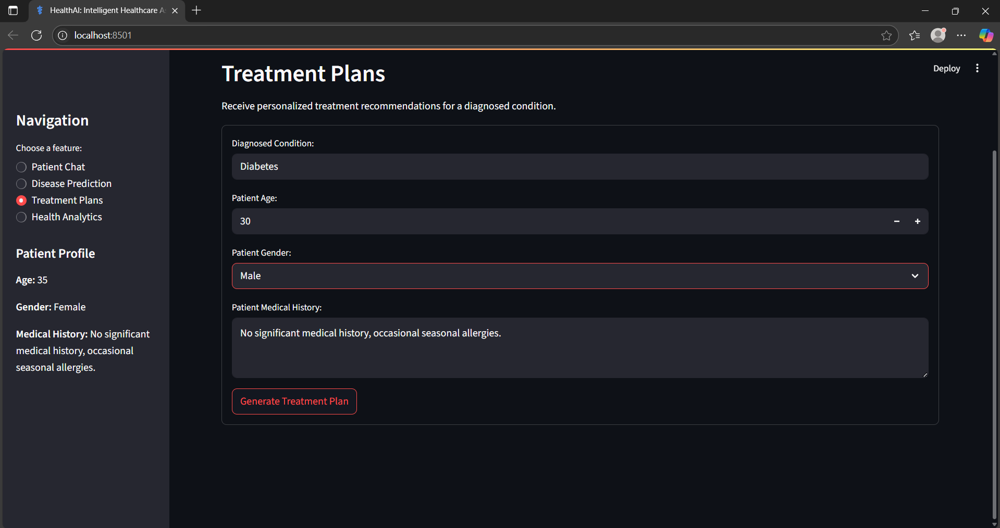 HealthAI: Intelligent Healthcare A
localhost:8501
Deploy
Navigation
Choose a feature:
Patient Chat
Disease Prediction
Treatment Plans
Health Analytics
Patient Profile
Age: 35
Gender: Female
Medical History: No significant
medical history, occasional
seasonal allergies.
Treatment Plans
Receive personalized treatment recommendations for a diagnosed condition.
Diagnosed Condition:
Diabetes
Patient Age:
30
Patient Gender:
Male
Patient Medical History:
No significant medical history, occasional seasonal allergies.
Generate Treatment Plan